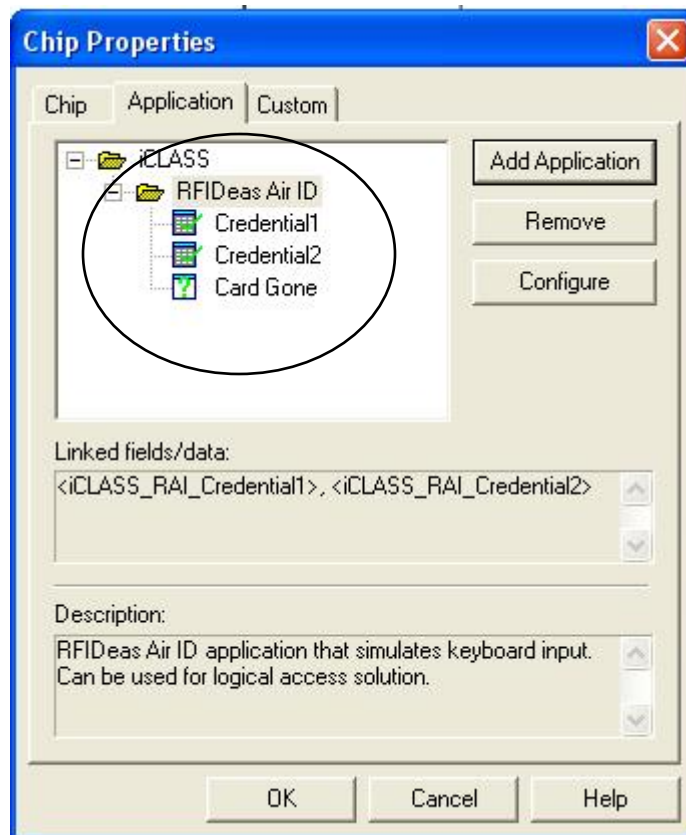 Chip Properties
Chip Application Custom
iCLASS
RFIDeas Air ID
Credential1
Credential2
Card Gone
Add Application
Remove
Configure
Linked fields/data:
<iCLASS_RAI_Credential1>, <iCLASS_RAI_Credential2>
Description:
RFIDeas Air ID application that simulates keyboard input.
Can be used for logical access solution.
OK Cancel Help